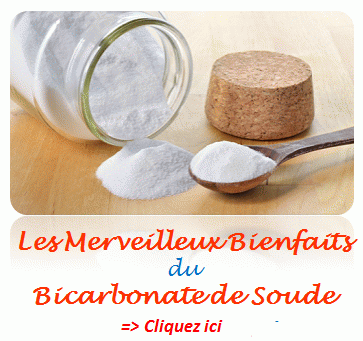 Les Merveilleux Bienfaits
du
Bicarbonate de Soude
=> Cliquez ici